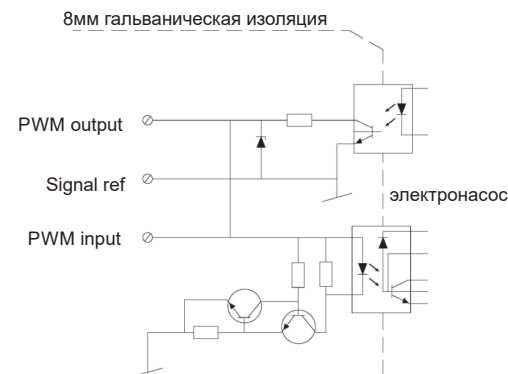 8мм гальваническая изоляция
PWM output
Signal ref
электронасос
PWM input